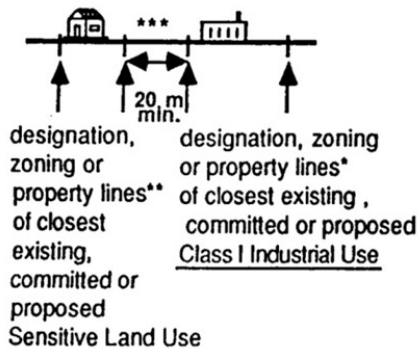 ***
20 m
min.
designation,
zoning or
property lines**
of closest
existing,
committed or
proposed
Sensitive Land Use
designation, zoning
or property lines*
of closest existing ,
committed or proposed
Class I Industrial Use